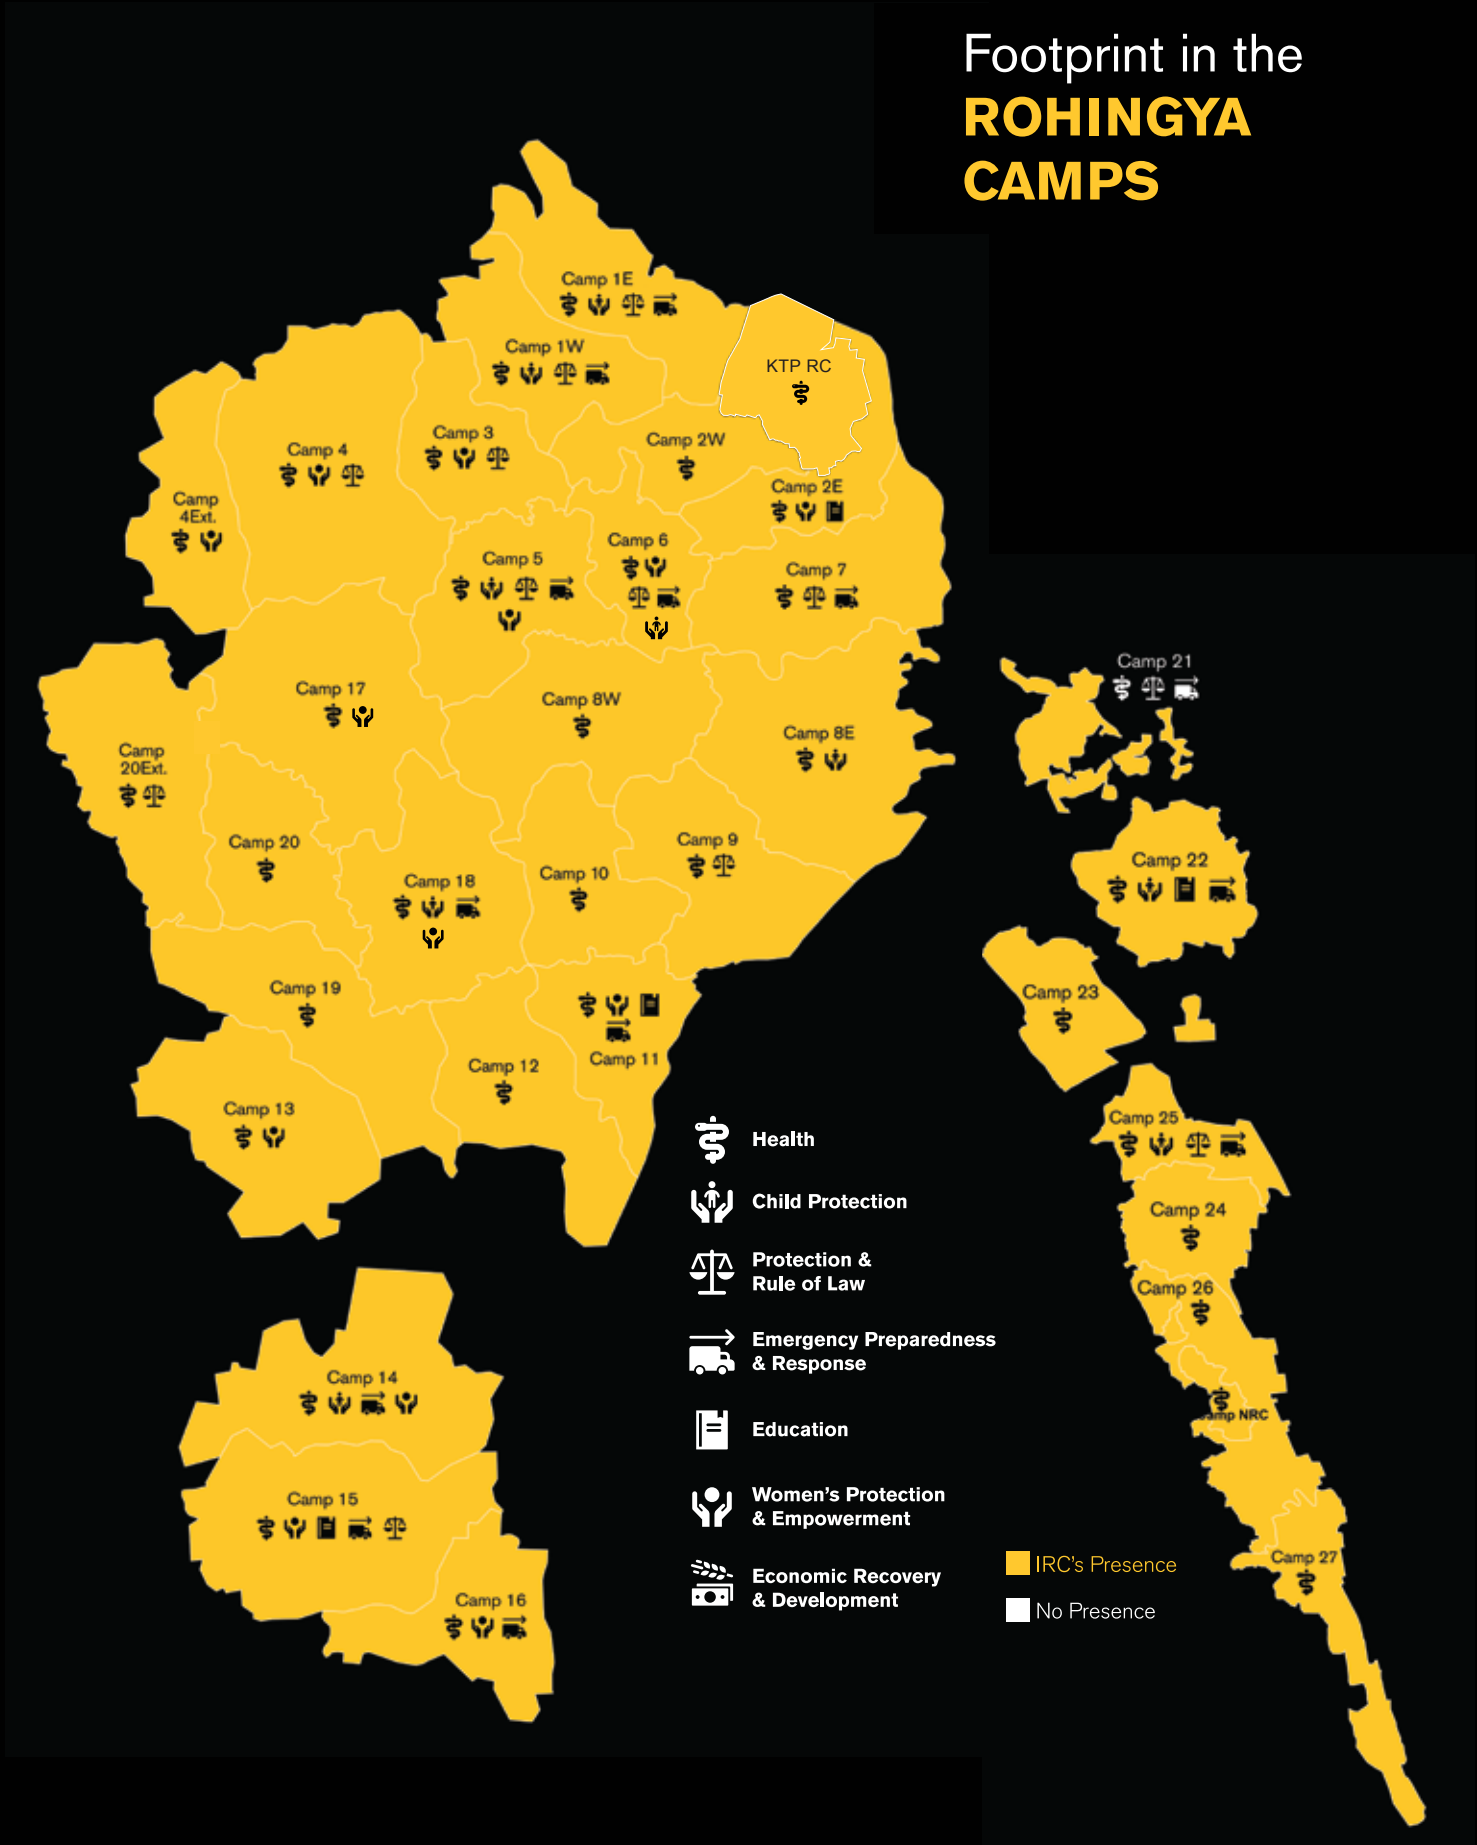 Footprint in the
ROHINGYA
CAMPS
Camp 1E
Camp 1W
KTP RC
Camp 3
Camp 2W
Camp 4
Camp 2E
Camp
4Ext.
Camp 6
Camp 5
Camp 7
Camp 21
Camp 17
Camp 8W
Camp 8E
Camp
20Ext.
Camp 20
Camp 9
Camp 22
Camp 18
Camp 10
Camp 19
Camp 23
Camp 11
Camp 12
Camp 13
Camp 25
Camp 24
Camp 26
NRC
Camp 27
Camp 14
Camp 15
Camp 16
Health
Child Protection
Protection &
Rule of Law
Emergency Preparedness
& Response
Education
Women's Protection
& Empowerment
Economic Recovery
& Development
IRC's Presence
No Presence